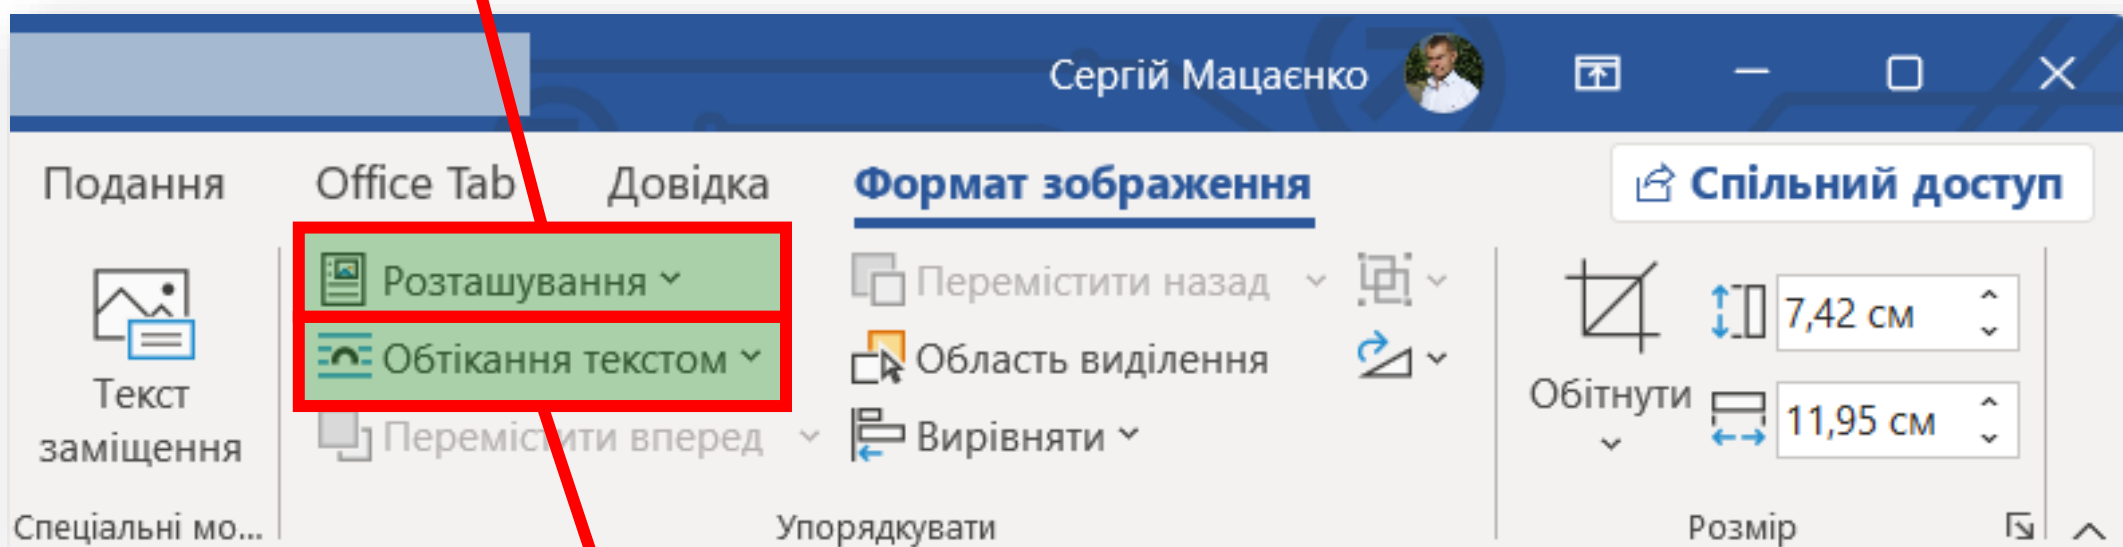 Сергій Мацаєнко
Подання Office Tab Довідка Формат зображення Спільний доступ
Текст заміщення
Розташування
Обтікання текстом
Перемістити вперед
Перемістити назад
Область виділення
Вирівняти
Обітнути
7,42 см
11,95 см
Спеціальні мо... Упорядкувати Розмір